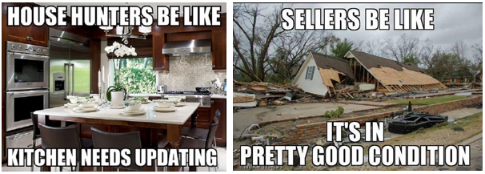 HOUSE HUNTERS BE LIKE
KITCHEN NEEDS UPDATING
SELLERS BE LIKE
IT'S IN
PRETTY GOOD CONDITION